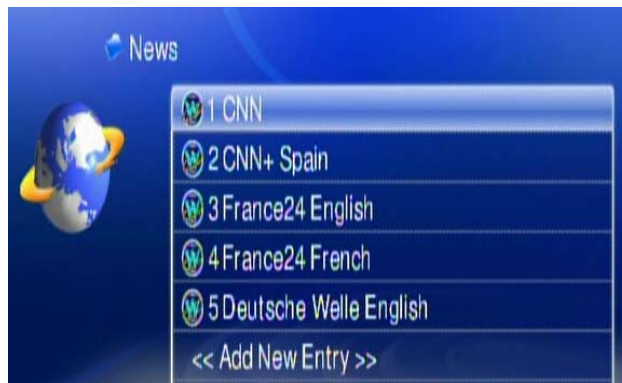 News
1 CNN
2 CNN+ Spain
3 France24 English
4 France24 French
5 Deutsche Welle English
<< Add New Entry >>